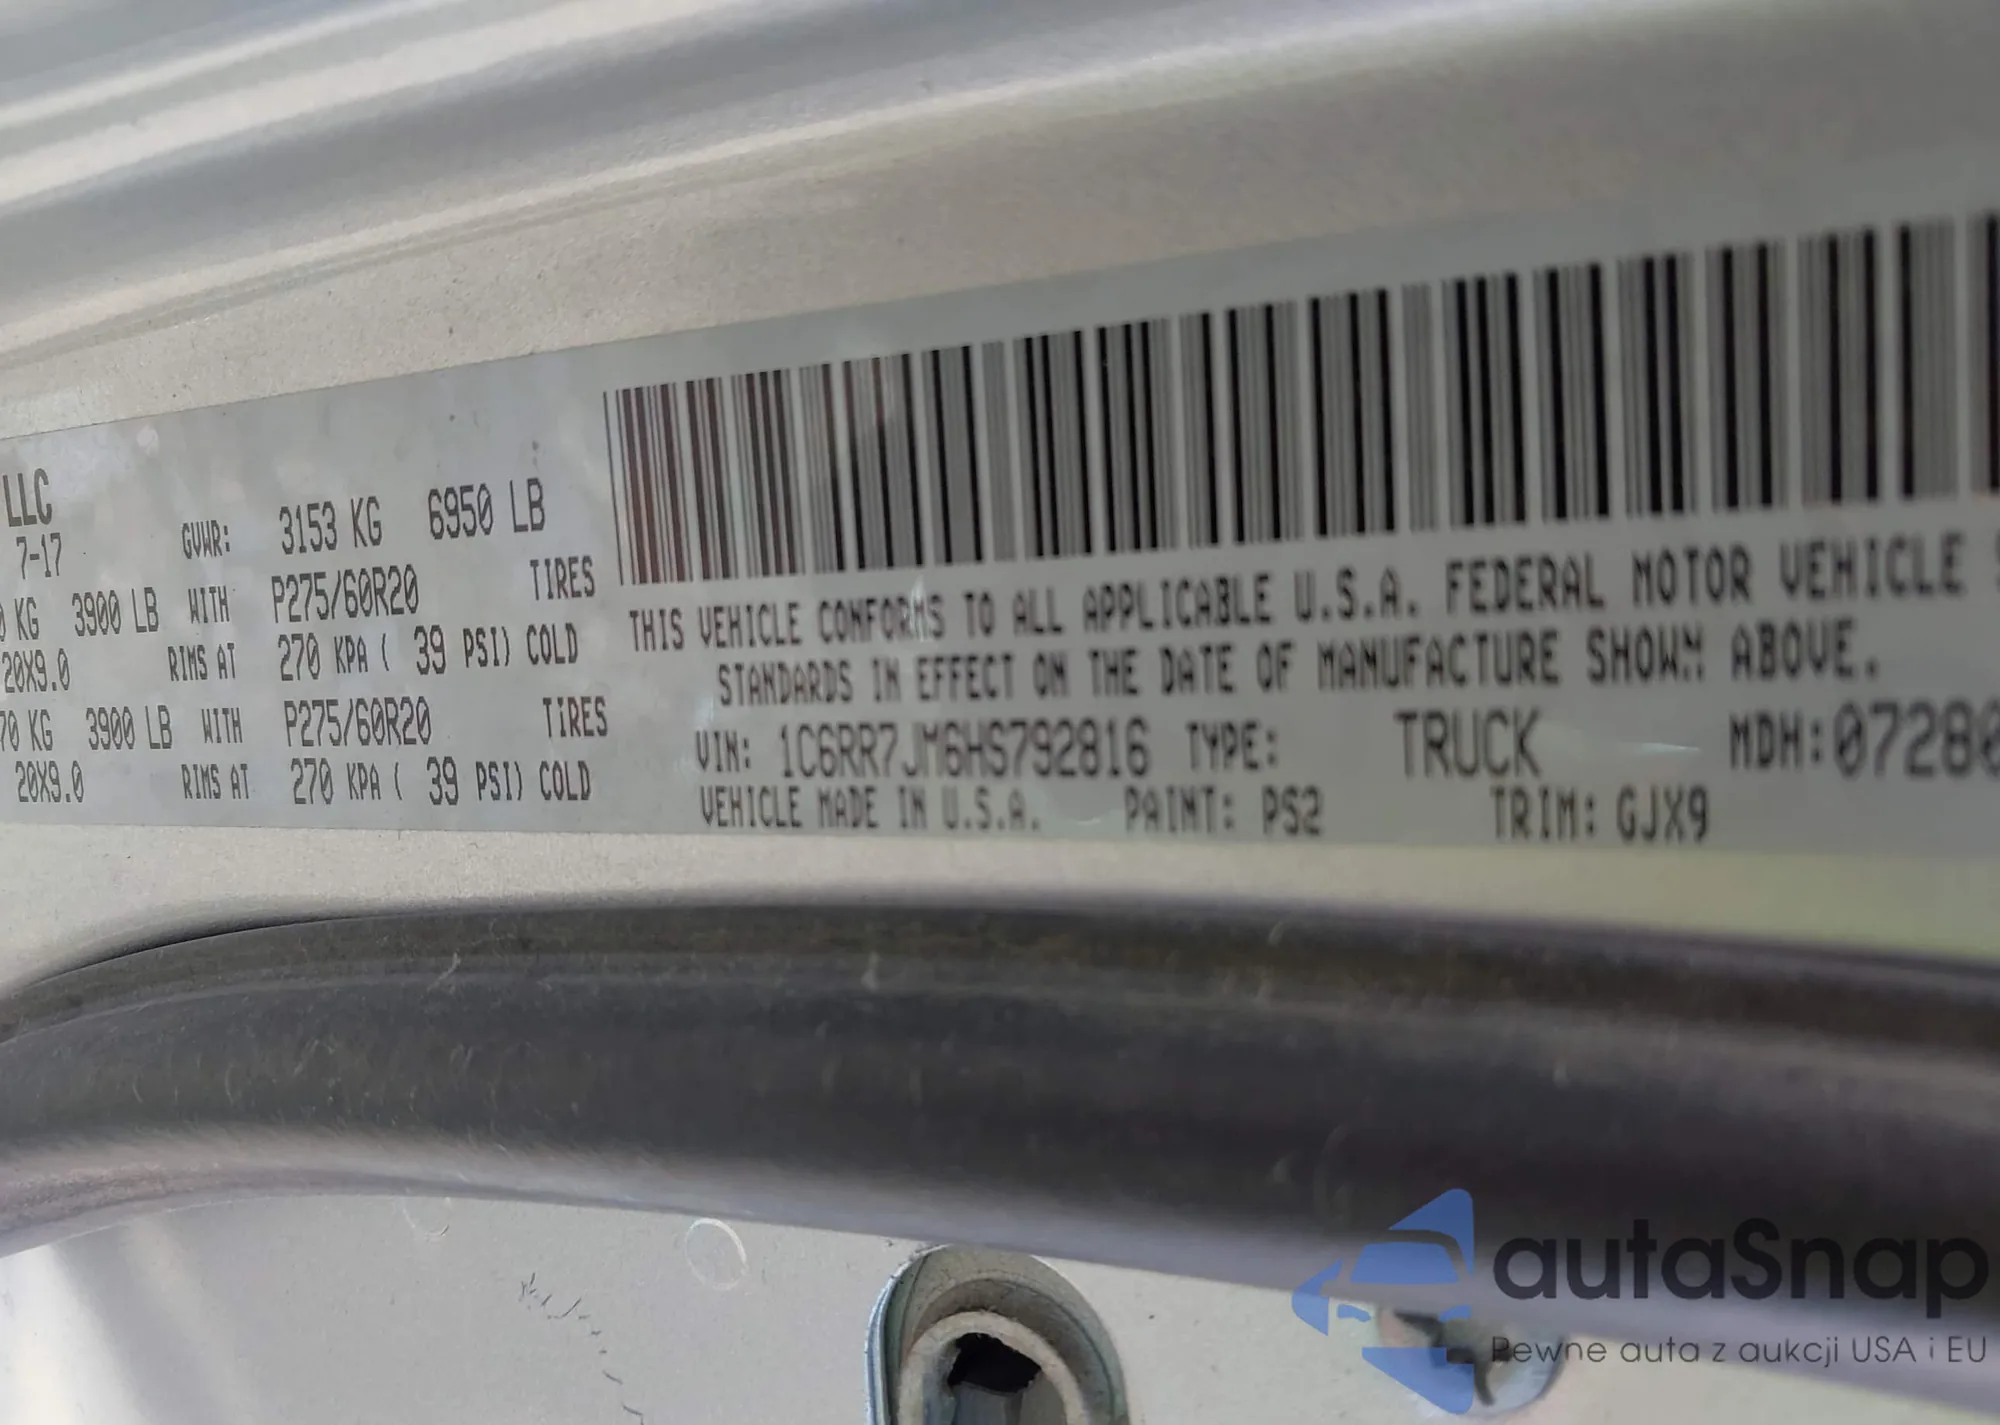 LLC
7-17 GVWR: 3153 KG 6950 LB
0 KG 3900 LB WITH P275/60R20 TIRES
20X9.0 RIMS AT 270 KPA ( 39 PSI) COLD
70 KG 3900 LB WITH P275/60R20 TIRES
20X9.0 RIMS AT 270 KPA ( 39 PSI) COLD
THIS VEHICLE CONFORMS TO ALL APPLICABLE U.S.A. FEDERAL MOTOR VEHICLE
STANDARDS IN EFFECT ON THE DATE OF MANUFACTURE SHOWN ABOVE.
VIN: 1C6RR7JM6HS792816 TYPE: TRUCK MDH:07280
VEHICLE MADE IN U.S.A. PAINT: PS2 TRIM: GJX9
autaSnap
Pewne auta z aukcji USA i EU